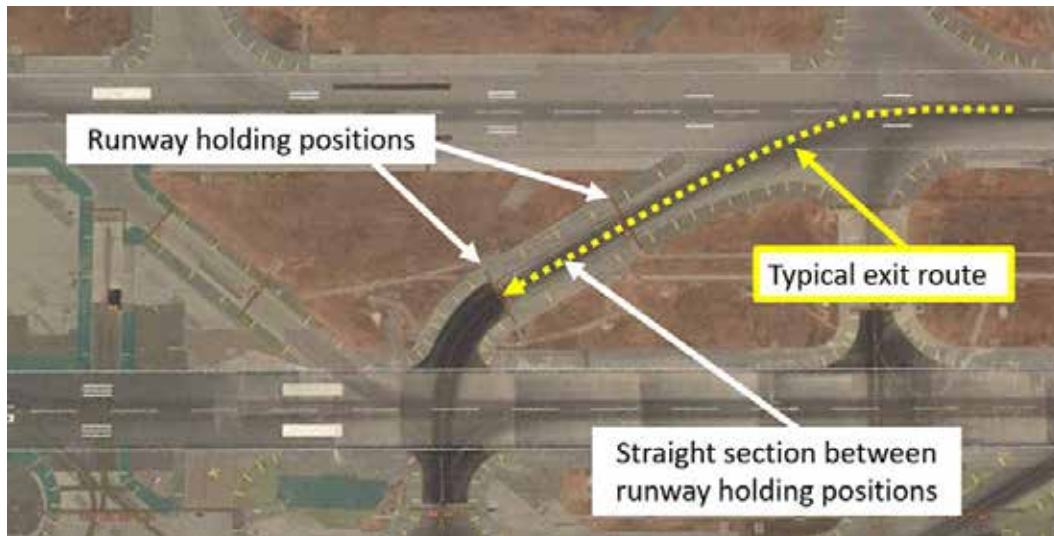 Runway holding positions
Typical exit route
Straight section between
runway holding positions